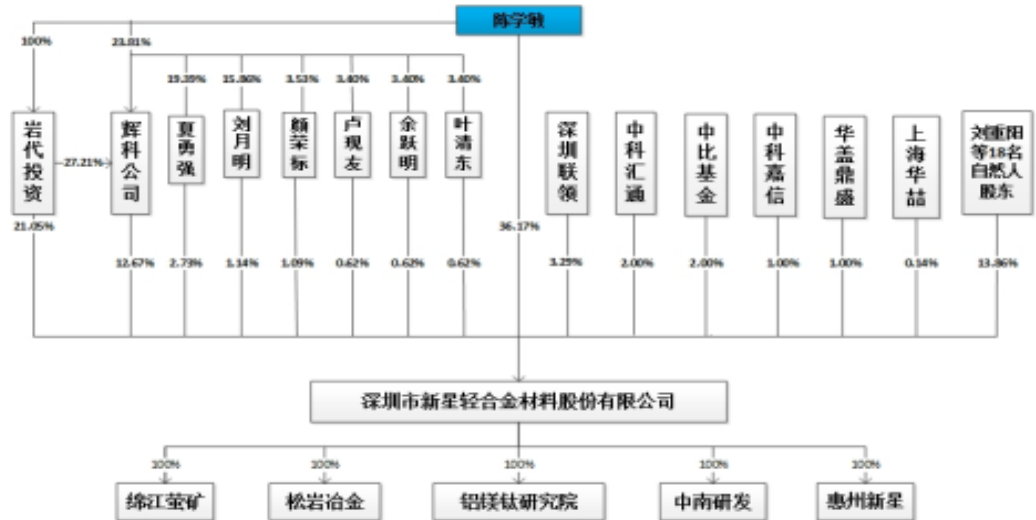 陈学敏
100%
23.81%
19.39%
15.86%
3.53%
3.40%
3.40%
3.40%
岩代投资
27.21%
辉科公司
夏勇强
刘月明
颜荣标
卢现友
余跃明
叶清东
深圳联领
中科汇通
中比基金
中科嘉信
华盖鼎盛
上海华喆
刘重阳
等18名
自然人
股东
21.05%
36.17%
12.67%
2.73%
1.14%
1.09%
0.62%
0.62%
0.62%
3.29%
2.00%
2.00%
1.00%
1.00%
0.14%
13.86%
深圳市新星轻合金材料股份有限公司
100%
100%
100%
100%
100%
绵江萤矿
松岩冶金
铝镁钛研究院
中南研发
惠州新星